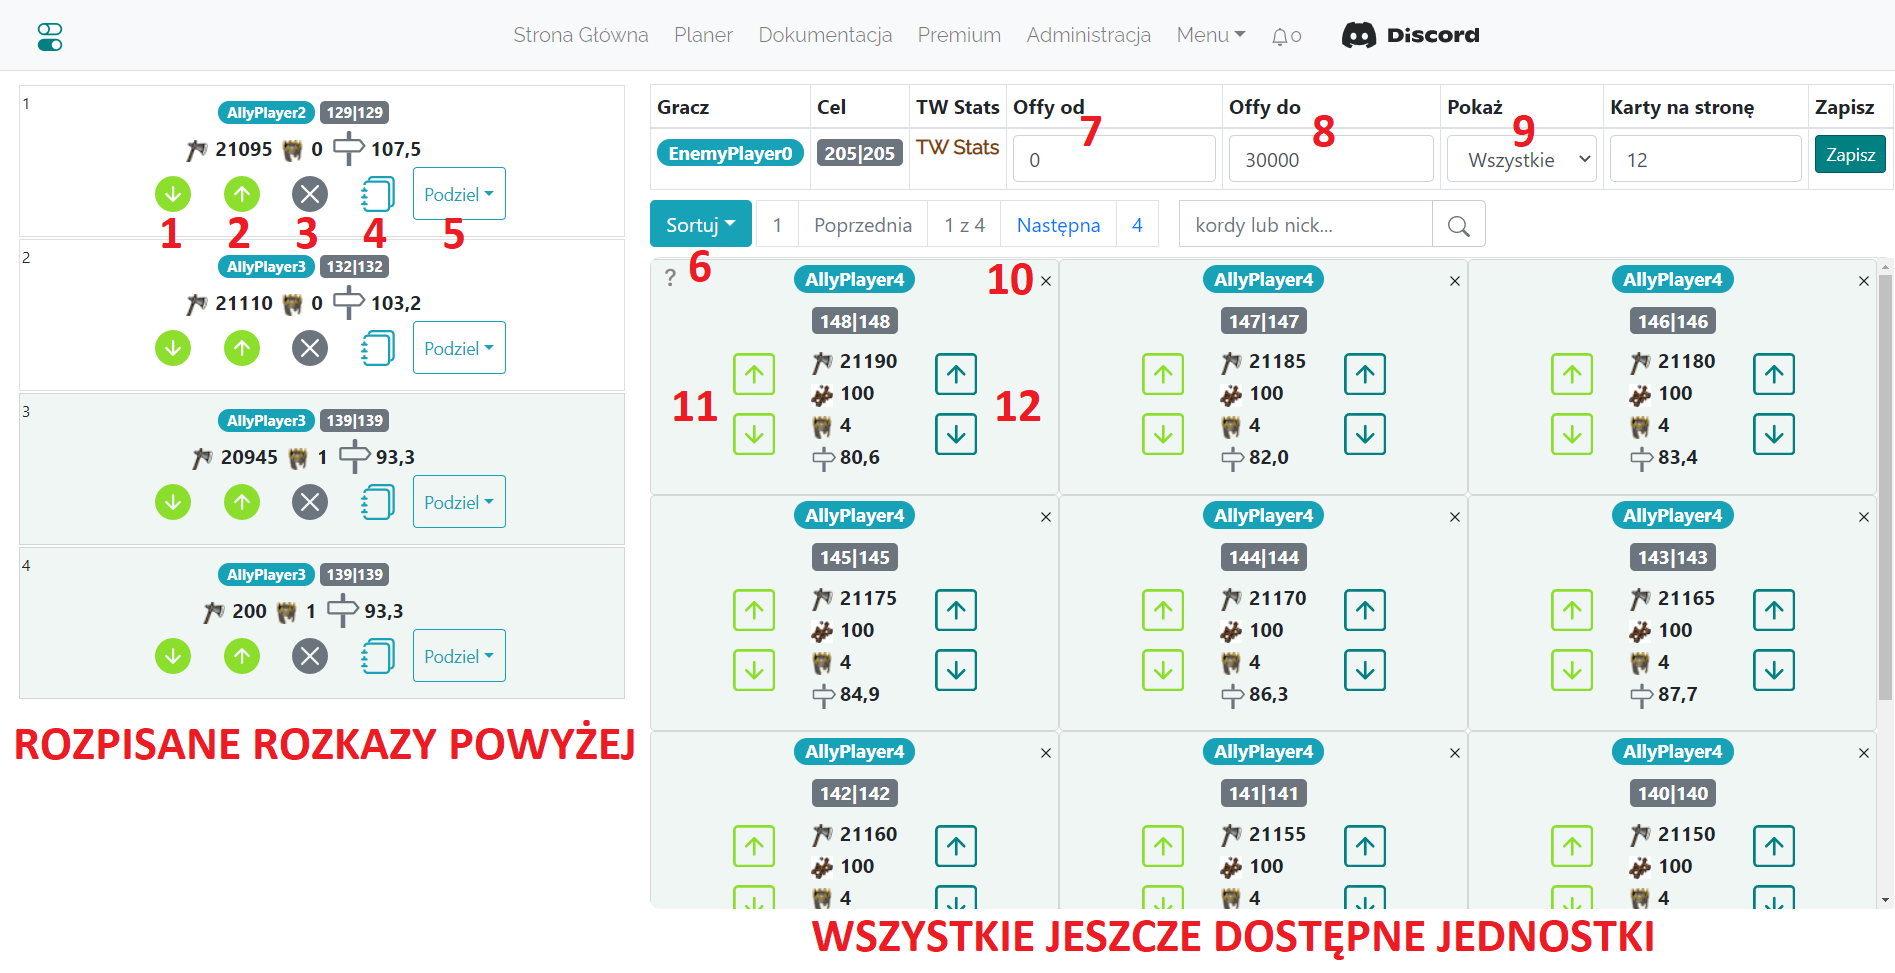 Strona Główna Planer Dokumentacja Premium Administracja Menu 0 Discord
1
AllyPlayer2 129|129
21095 0 107,5
Podziel
1 2 3 4 5
2
AllyPlayer3 132|132
21110 0 103,2
Podziel
3
AllyPlayer3 139|139
20945 1 93,3
Podziel
4
AllyPlayer3 139|139
200 1 93,3
Podziel
ROZPISANE ROZKAZY POWYŻEJ
Gracz Cel TW Stats Offy od Offy do Pokaż Karty na stronę Zapisz
7 8 9
EnemyPlayer0 205|205 TW Stats 0 30000 Wszystkie 12 Zapisz
Sortuj 1 Poprzednia 1 z 4 Następna 4 kordy lub nick...
6
? AllyPlayer4 10 × AllyPlayer4 × AllyPlayer4 ×
148|148 147|147 146|146
21190 21185 21180
100 100 100
11 12
4 4 4
80,6 82,0 83,4
AllyPlayer4 × AllyPlayer4 × AllyPlayer4 ×
145|145 144|144 143|143
21175 21170 21165
100 100 100
4 4 4
84,9 86,3 87,7
AllyPlayer4 × AllyPlayer4 × AllyPlayer4 ×
142|142 141|141 140|140
21160 21155 21150
100 100 100
4 4 4
WSZYSTKIE JESZCZE DOSTĘPNE JEDNOSTKI